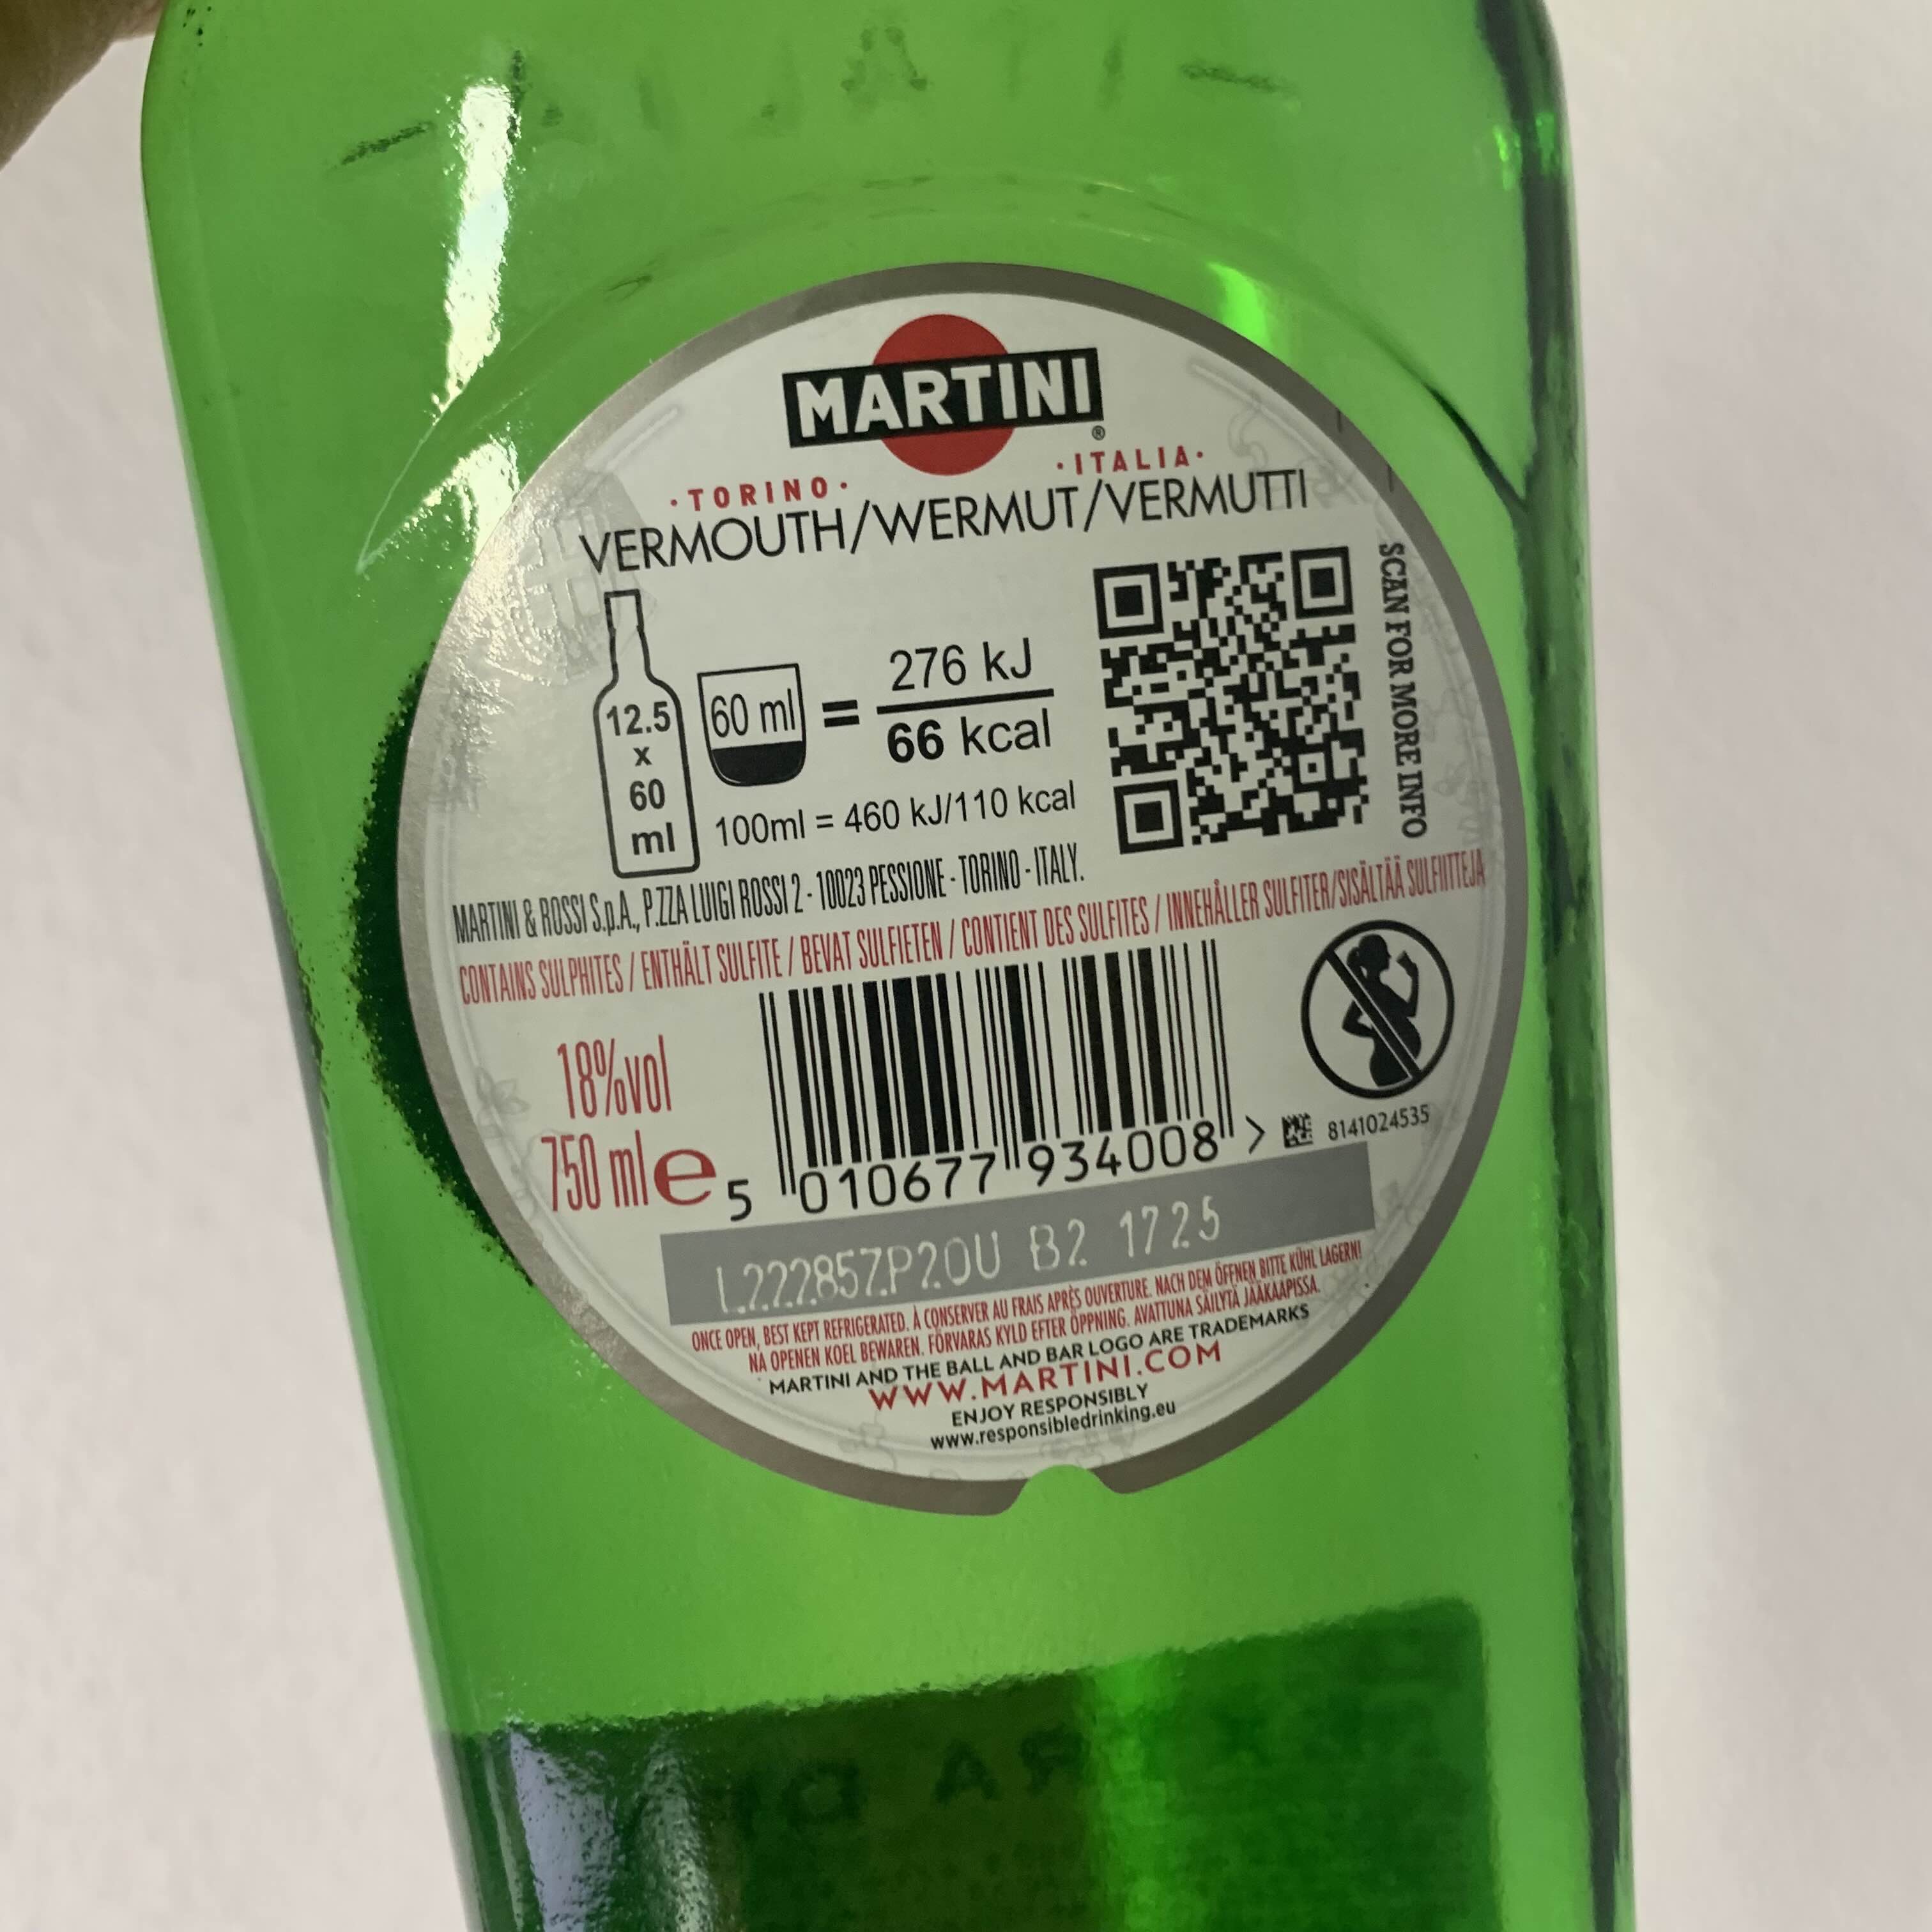 ITALIA
MARTINI®
·TORINO· ·ITALIA·
VERMOUTH/WERMUT/VERMUTTI
12.5
x
60
ml
60 ml
=
276 kJ
66 kcal
100ml = 460 kJ/110 kcal
SCAN FOR MORE INFO
MARTINI & ROSSI S.p.A., P.ZZA LUIGI ROSSI 2 - 10023 PESSIONE - TORINO - ITALY.
CONTAINS SULPHITES / ENTHÄLT SULFITE / BEVAT SULFIETEN / CONTIENT DES SULFITES / INNEHÅLLER SULFITER/SISÄLTÄÄ SULFIITTEJA
18%vol
750 ml e
5 010677 934008 >
8141024535
L22285ZP20U B2 1725
ONCE OPEN, BEST KEPT REFRIGERATED. À CONSERVER AU FRAIS APRÈS OUVERTURE. NACH DEM ÖFFNEN BITTE KÜHL LAGERN!
NA OPENEN KOEL BEWAREN. FÖRVARAS KYLD EFTER ÖPPNING. AVATTUNA SÄILYTÄ JÄÄKAAPISSA.
MARTINI AND THE BALL AND BAR LOGO ARE TRADEMARKS
WWW.MARTINI.COM
ENJOY RESPONSIBLY
www.responsibledrinking.eu